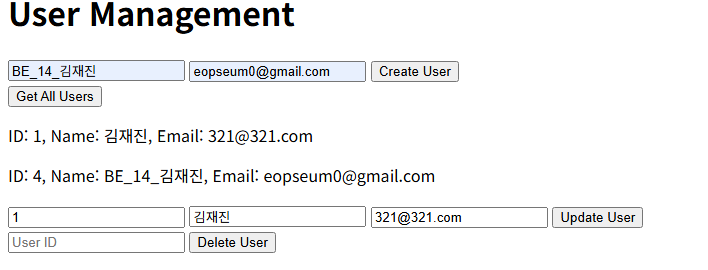 User Management
BE_14_김재진 eopseum0@gmail.com Create User
Get All Users
ID: 1, Name: 김재진, Email: 321@321.com
ID: 4, Name: BE_14_김재진, Email: eopseum0@gmail.com
1 김재진 321@321.com Update User
User ID Delete User